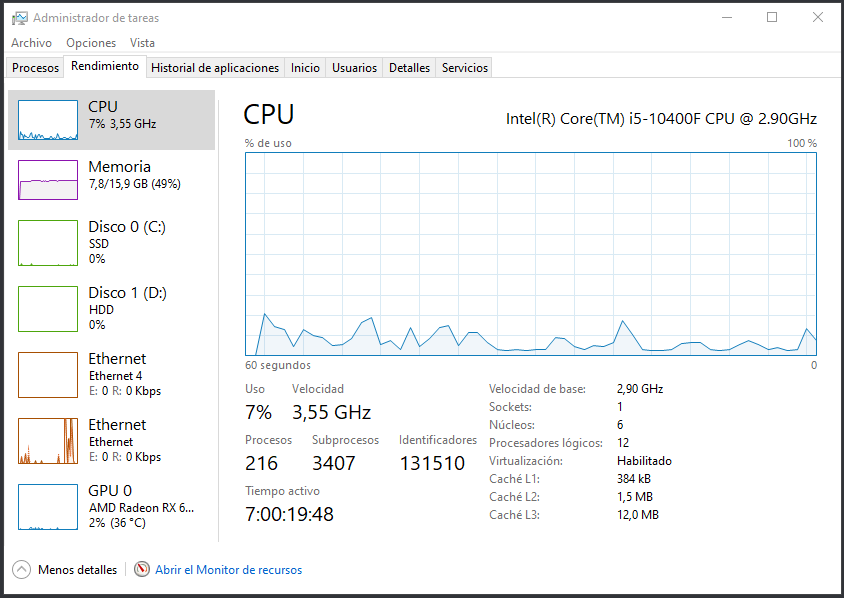 Administrador de tareas
Archivo Opciones Vista
Procesos Rendimiento Historial de aplicaciones Inicio Usuarios Detalles Servicios
CPU
7% 3,55 GHz
Memoria
7,8/15,9 GB (49%)
Disco 0 (C:)
SSD
0%
Disco 1 (D:)
HDD
0%
Ethernet
Ethernet 4
E: 0 R: 0 Kbps
Ethernet
Ethernet
E: 0 R: 0 Kbps
GPU 0
AMD Radeon RX 6...
2% (36 °C)
CPU
Intel(R) Core(TM) i5-10400F CPU @ 2.90GHz
% de uso 100 %
60 segundos 0
Uso Velocidad
7% 3,55 GHz
Procesos Subprocesos Identificadores
216 3407 131510
Tiempo activo
7:00:19:48
Velocidad de base: 2,90 GHz
Sockets: 1
Núcleos: 6
Procesadores lógicos: 12
Virtualización: Habilitado
Caché L1: 384 kB
Caché L2: 1,5 MB
Caché L3: 12,0 MB
Menos detalles Abrir el Monitor de recursos